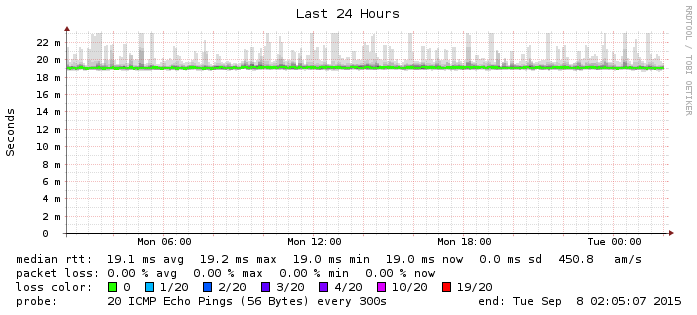 Last 24 Hours
RRDTOOL / TOBI OETIKER
Seconds
22 m
20 m
18 m
16 m
14 m
12 m
10 m
8 m
6 m
4 m
2 m
0
Mon 06:00 Mon 12:00 Mon 18:00 Tue 00:00
median rtt: 19.1 ms avg 19.2 ms max 19.0 ms min 19.0 ms now 0.0 ms sd 450.8 am/s
packet loss: 0.00 % avg 0.00 % max 0.00 % min 0.00 % now
loss color: 0 1/20 2/20 3/20 4/20 10/20 19/20
probe: 20 ICMP Echo Pings (56 Bytes) every 300s end: Tue Sep 8 02:05:07 2015